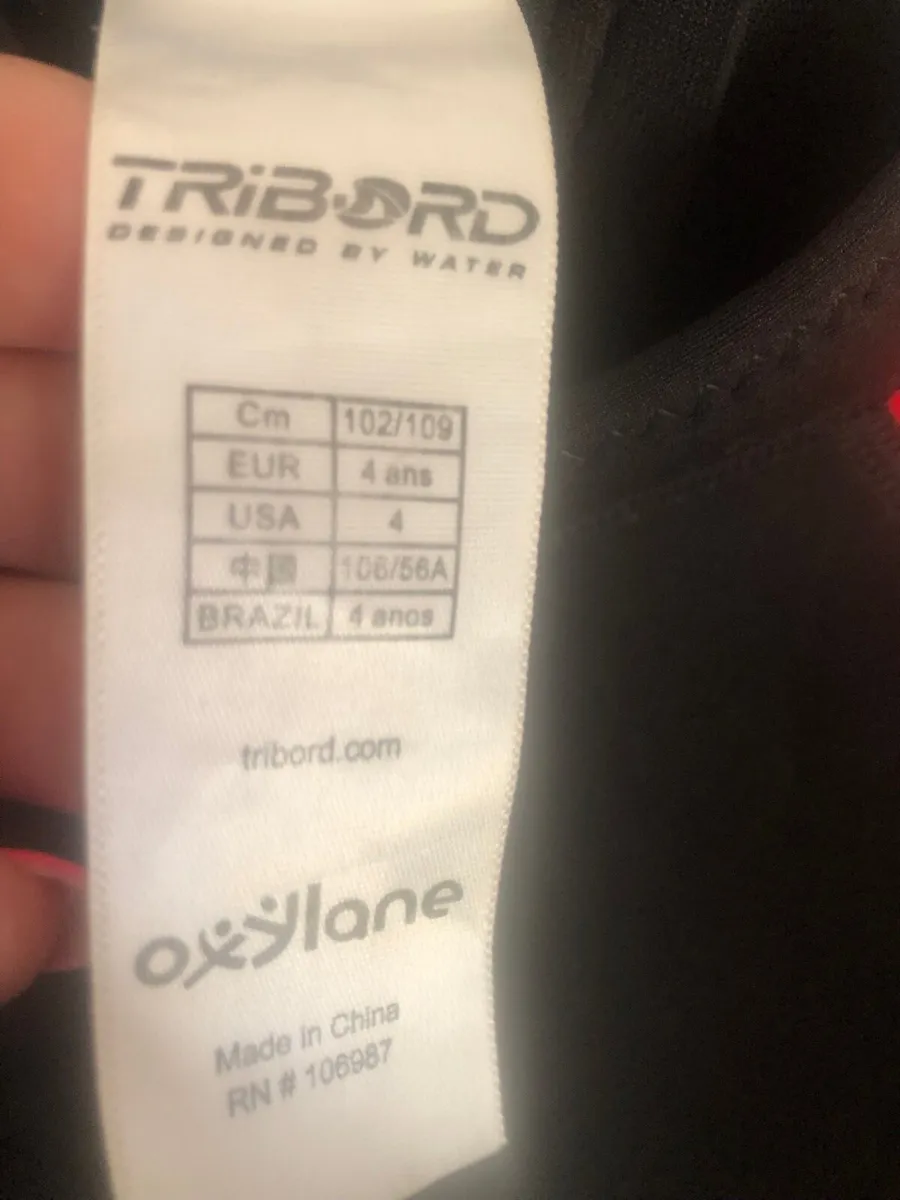 TRiBORD
DESIGNED BY WATER
Cm 102/109
EUR 4 ans
USA 4
中国 106/56A
BRAZIL 4 anos
tribord.com
oxylane
Made in China
RN # 106987